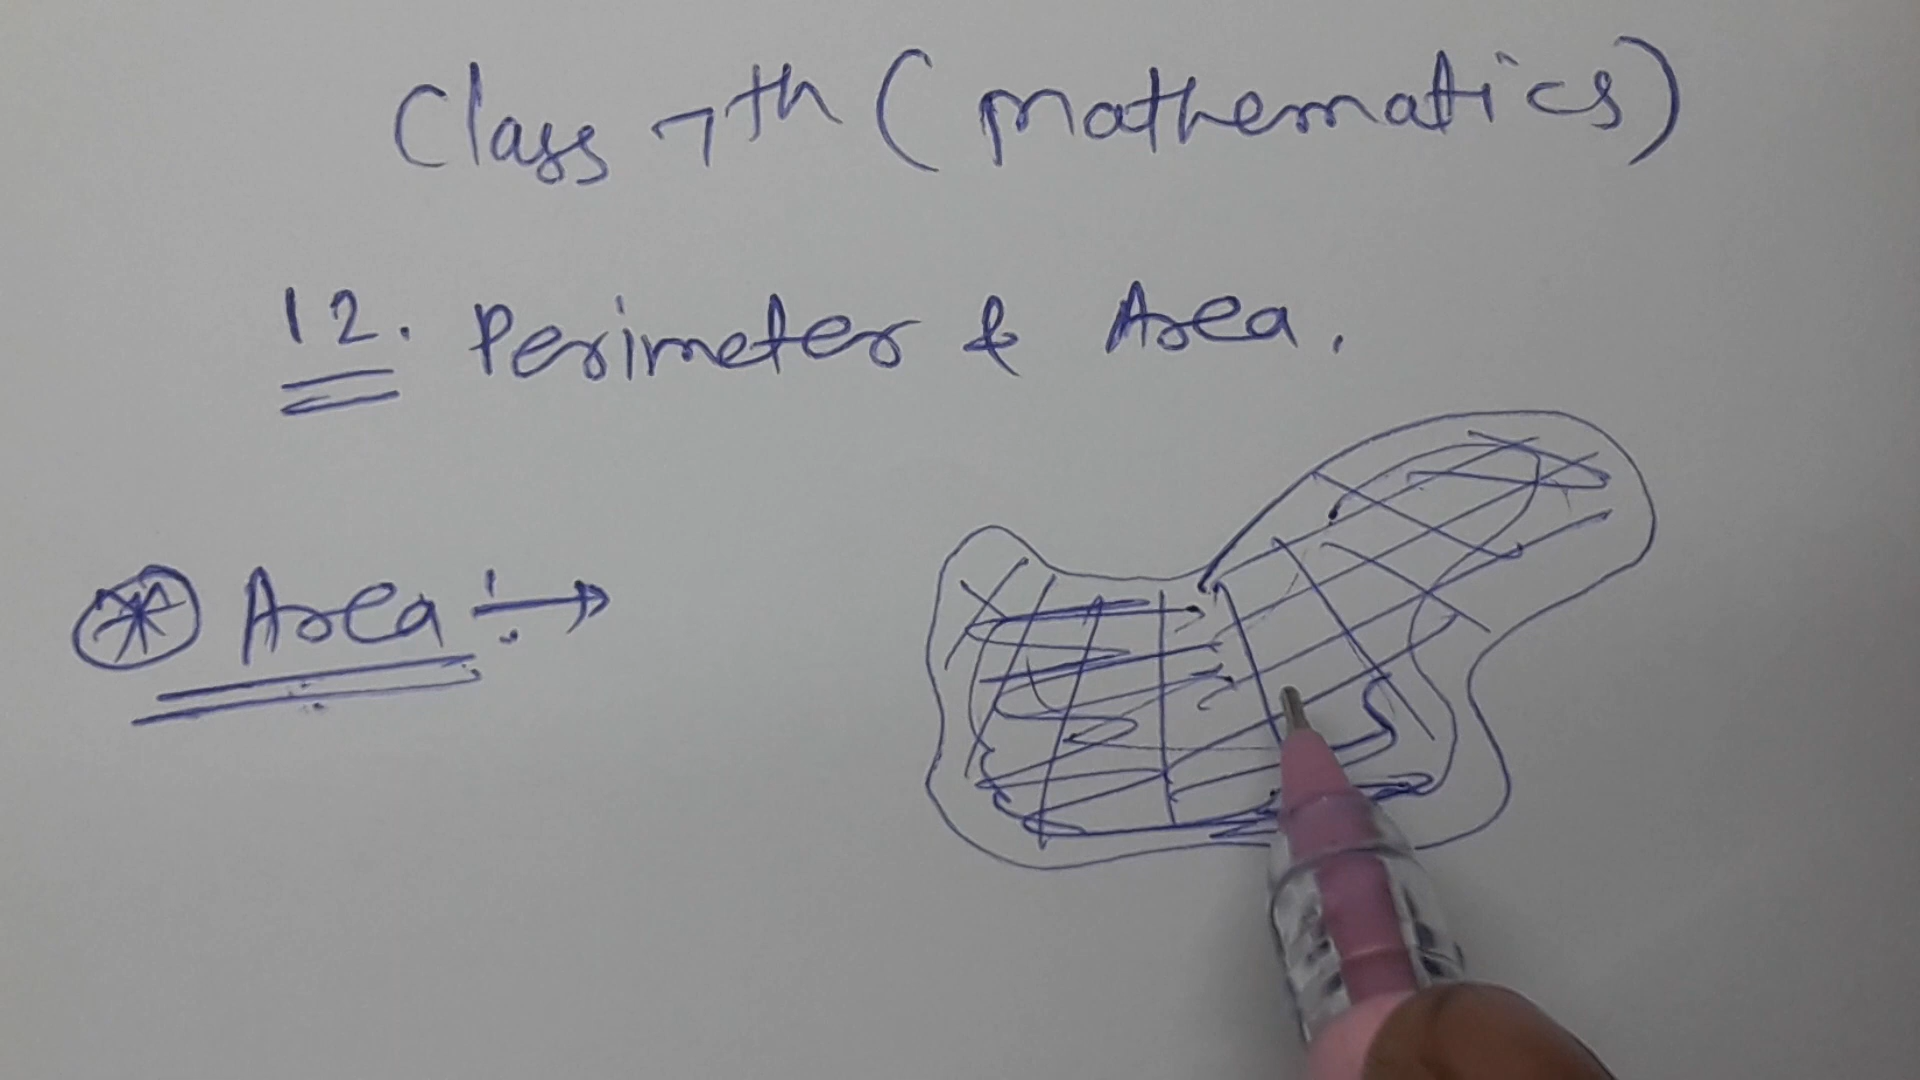 Class 7th (Mathematics)
12. Perimeter & Area.
* Area :→